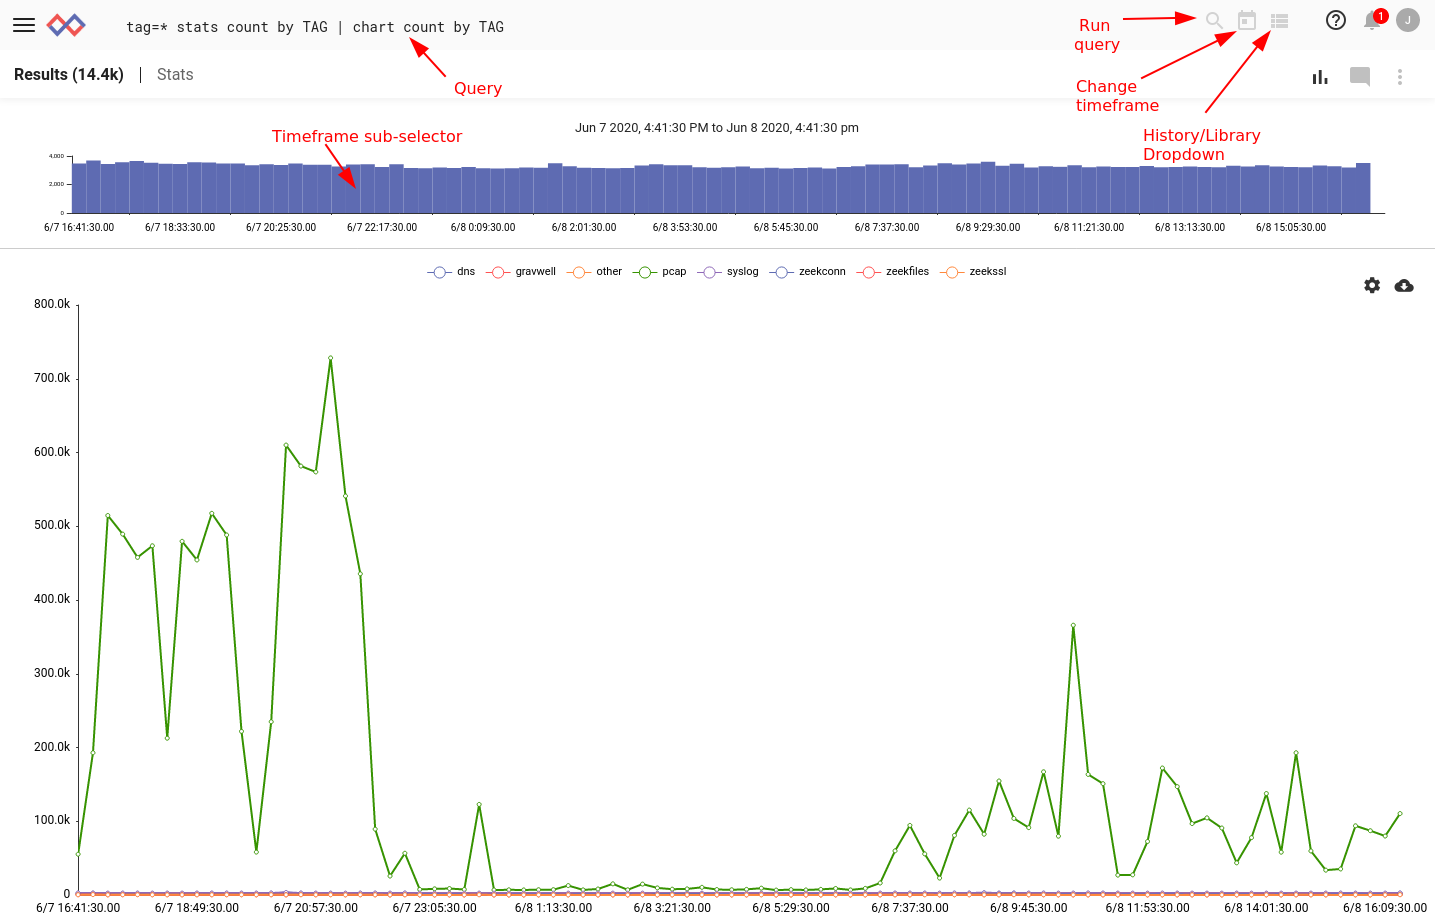 tag=* stats count by TAG | chart count by TAG
Run
query
1
J
Results (14.4k)
Stats
Query
Change
timeframe
Timeframe sub-selector
Jun 7 2020, 4:41:30 PM to Jun 8 2020, 4:41:30 pm
History/Library
Dropdown
4,000
2,000
0
6/7 16:41:30.00 6/7 18:33:30.00 6/7 20:25:30.00 6/7 22:17:30.00 6/8 0:09:30.00 6/8 2:01:30.00 6/8 3:53:30.00 6/8 5:45:30.00 6/8 7:37:30.00 6/8 9:29:30.00 6/8 11:21:30.00 6/8 13:13:30.00 6/8 15:05:30.00
dns gravwell other pcap syslog zeekconn zeekfiles zeekssl
800.0k
700.0k
600.0k
500.0k
400.0k
300.0k
200.0k
100.0k
0
6/7 16:41:30.00 6/7 18:49:30.00 6/7 20:57:30.00 6/7 23:05:30.00 6/8 1:13:30.00 6/8 3:21:30.00 6/8 5:29:30.00 6/8 7:37:30.00 6/8 9:45:30.00 6/8 11:53:30.00 6/8 14:01:30.00 6/8 16:09:30.00